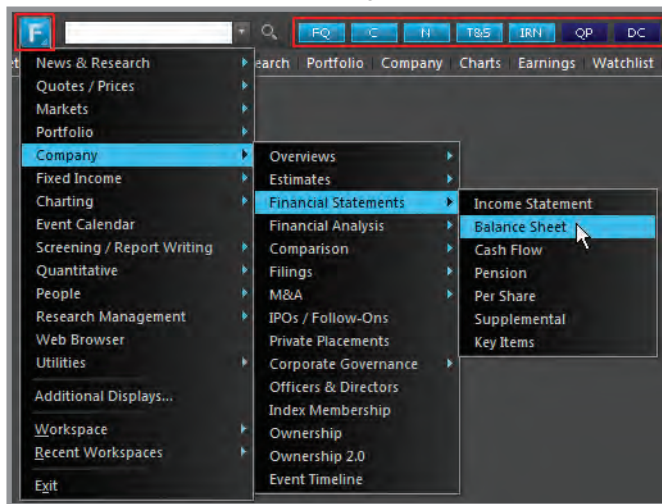 F
FQ C N T&S IRN QP DC
et
earch Portfolio Company Charts Earnings Watchlist
News & Research
Quotes / Prices
Markets
Portfolio
Company
Fixed Income
Charting
Event Calendar
Screening / Report Writing
Quantitative
People
Research Management
Web Browser
Utilities
Additional Displays...
Workspace
Recent Workspaces
Exit
Overviews
Estimates
Financial Statements
Financial Analysis
Comparison
Filings
M&A
IPOs / Follow-Ons
Private Placements
Corporate Governance
Officers & Directors
Index Membership
Ownership
Ownership 2.0
Event Timeline
Income Statement
Balance Sheet
Cash Flow
Pension
Per Share
Supplemental
Key Items